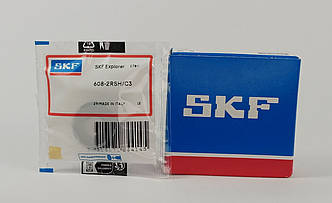 SKF
SKF Explorer
608-2RSH/C3
MADE IN ITALY
SKF